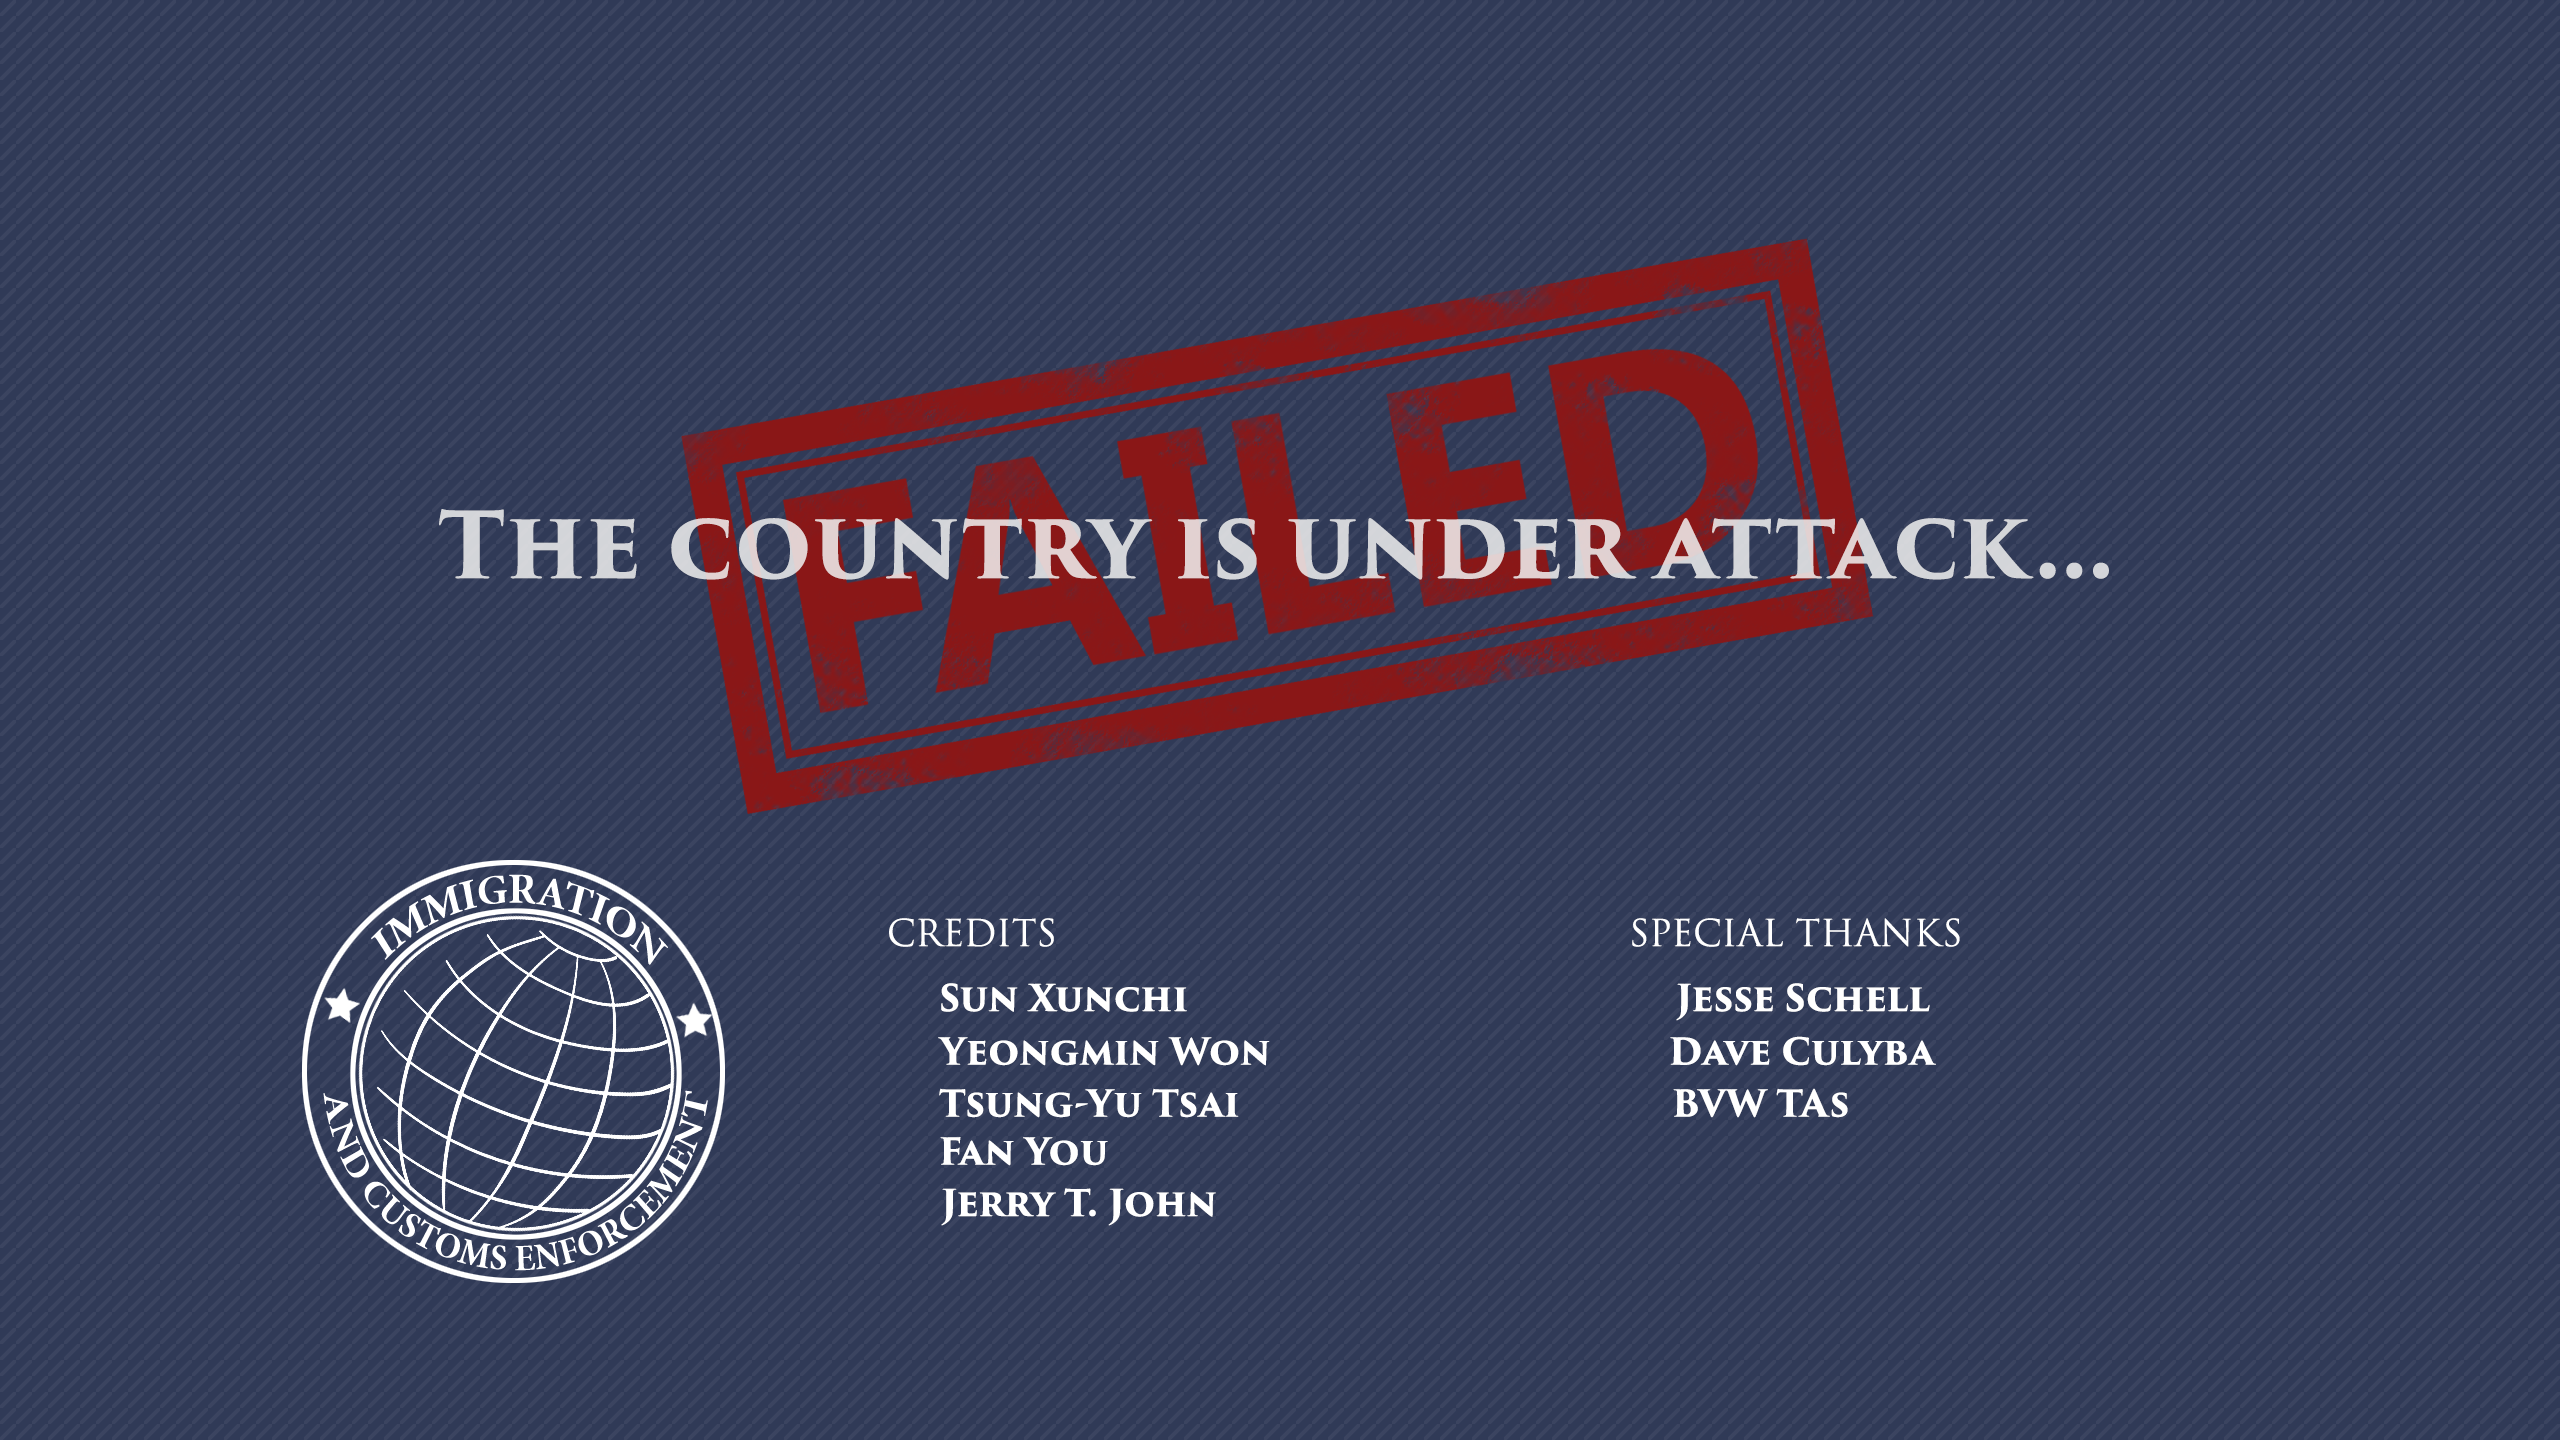 FAILED
The country is under attack...
IMMIGRATION
AND CUSTOMS ENFORCEMENT
CREDITS
Sun Xunchi
Yeongmin Won
Tsung-Yu Tsai
Fan You
Jerry T. John
SPECIAL THANKS
Jesse Schell
Dave Culyba
BVW TAs